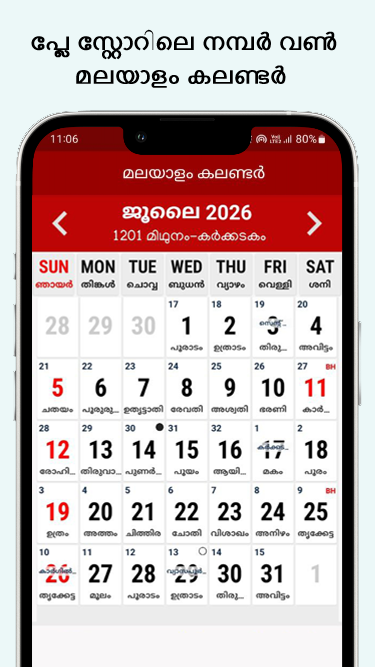 പ്ലേ സ്റ്റോറിലെ നമ്പർ വൺ
മലയാളം കലണ്ടർ
11:06 80%
മലയാളം കലണ്ടർ
ജൂലൈ 2026
1201 മിഥുനം-കർക്കടകം
SUN MON TUE WED THU FRI SAT
ഞായർ തിങ്കൾ ചൊവ്വ ബുധൻ വ്യാഴം വെള്ളി ശനി
17 18 19 20
28 29 30 1 2 3 4
പൂരാടം ഉത്രാടം തിരു... അവിട്ടം
21 22 23 24 25 26 27 BH
5 6 7 8 9 10 11
ചതയം പൂരുരു... ഉത്രട്ടാതി രേവതി അശ്വതി ഭരണി കാർ...
28 29 30 31 32 1 2
12 13 14 15 16 17 18
രോഹി... തിരുവാ... പുണർ... പൂയം ആയി... മകം പൂരം
3 4 5 6 7 8 9 BH
19 20 21 22 23 24 25
ഉത്രം അത്തം ചിത്തിര ചോതി വിശാഖം അനിഴം തൃക്കേട്ട
10 11 12 13 14 15
26 27 28 29 30 31 1
തൃക്കേട്ട മൂലം പൂരാടം ഉത്രാടം തിരു... അവിട്ടം